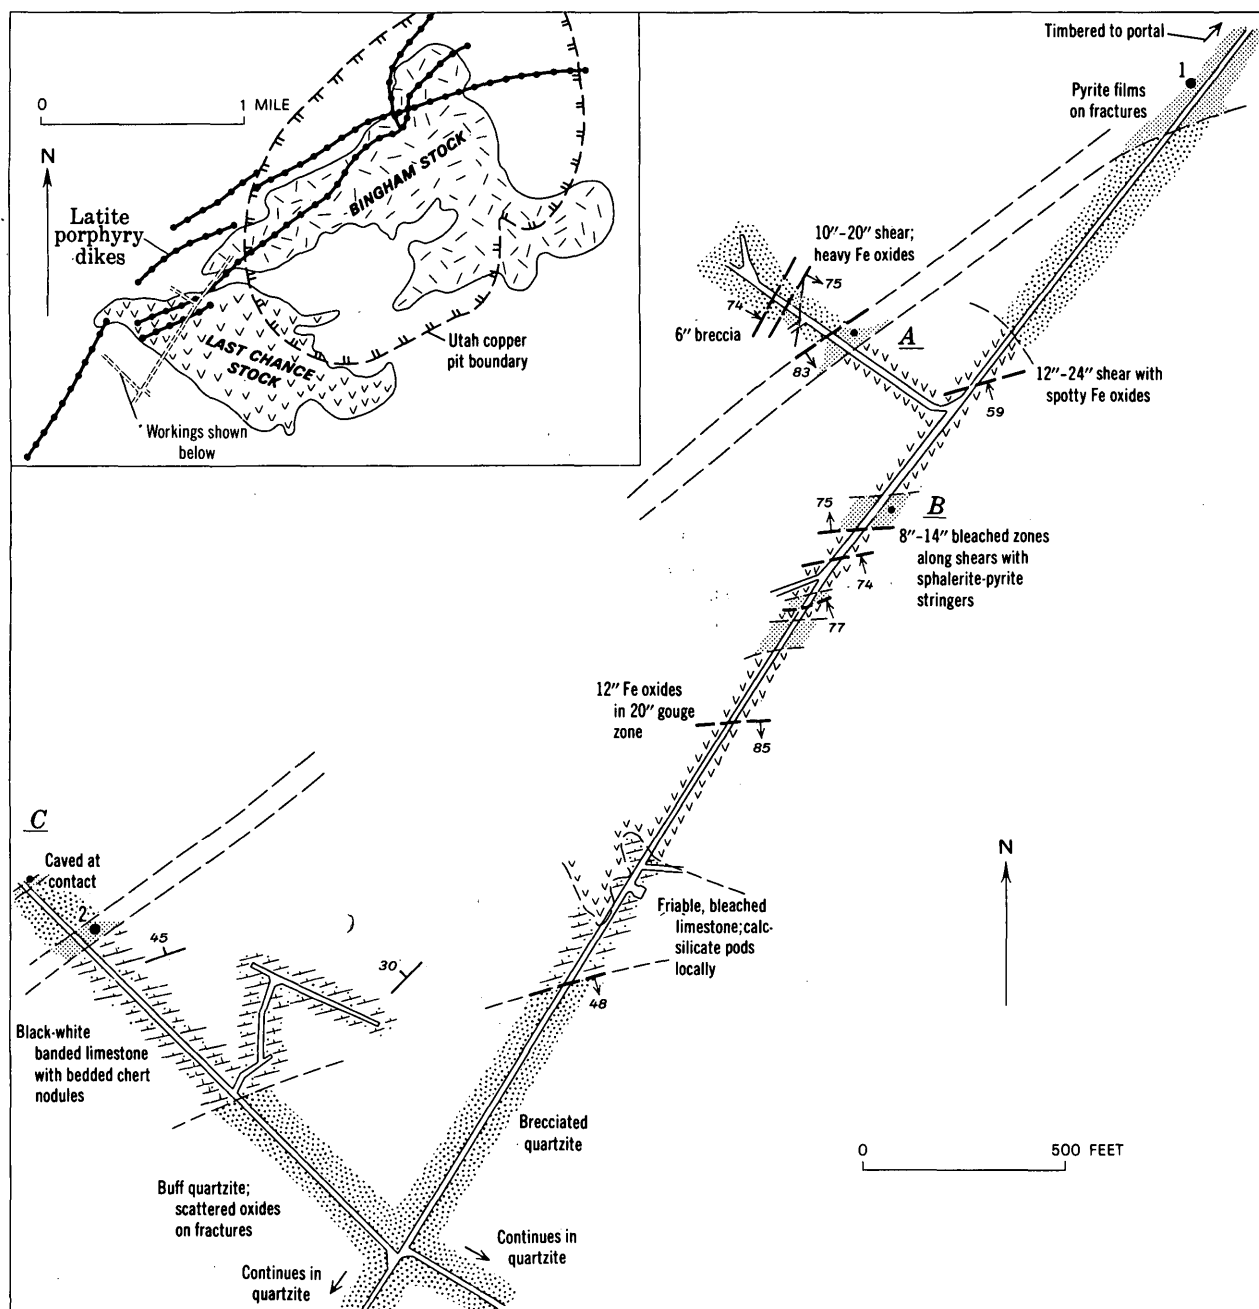 0 1 MILE
N
Latite
porphyry
dikes
BINGHAM STOCK
LAST CHANCE
STOCK
Utah copper
pit boundary
Workings shown
below
Timbered to portal
1
Pyrite films
on fractures
10"-20" shear;
heavy Fe oxides
75
74
6" breccia
83
A
12"-24" shear with
spotty Fe oxides
59
75
B
8"-14" bleached zones
along shears with
sphalerite-pyrite
stringers
74
77
12" Fe oxides
in 20" gouge
zone
85
C
Caved at
contact
2
45
30
Friable, bleached
limestone; calc-
silicate pods
locally
48
N
Black-white
banded limestone
with bedded chert
nodules
Brecciated
quartzite
0 500 FEET
Buff quartzite;
scattered oxides
on fractures
Continues in
quartzite
Continues in
quartzite